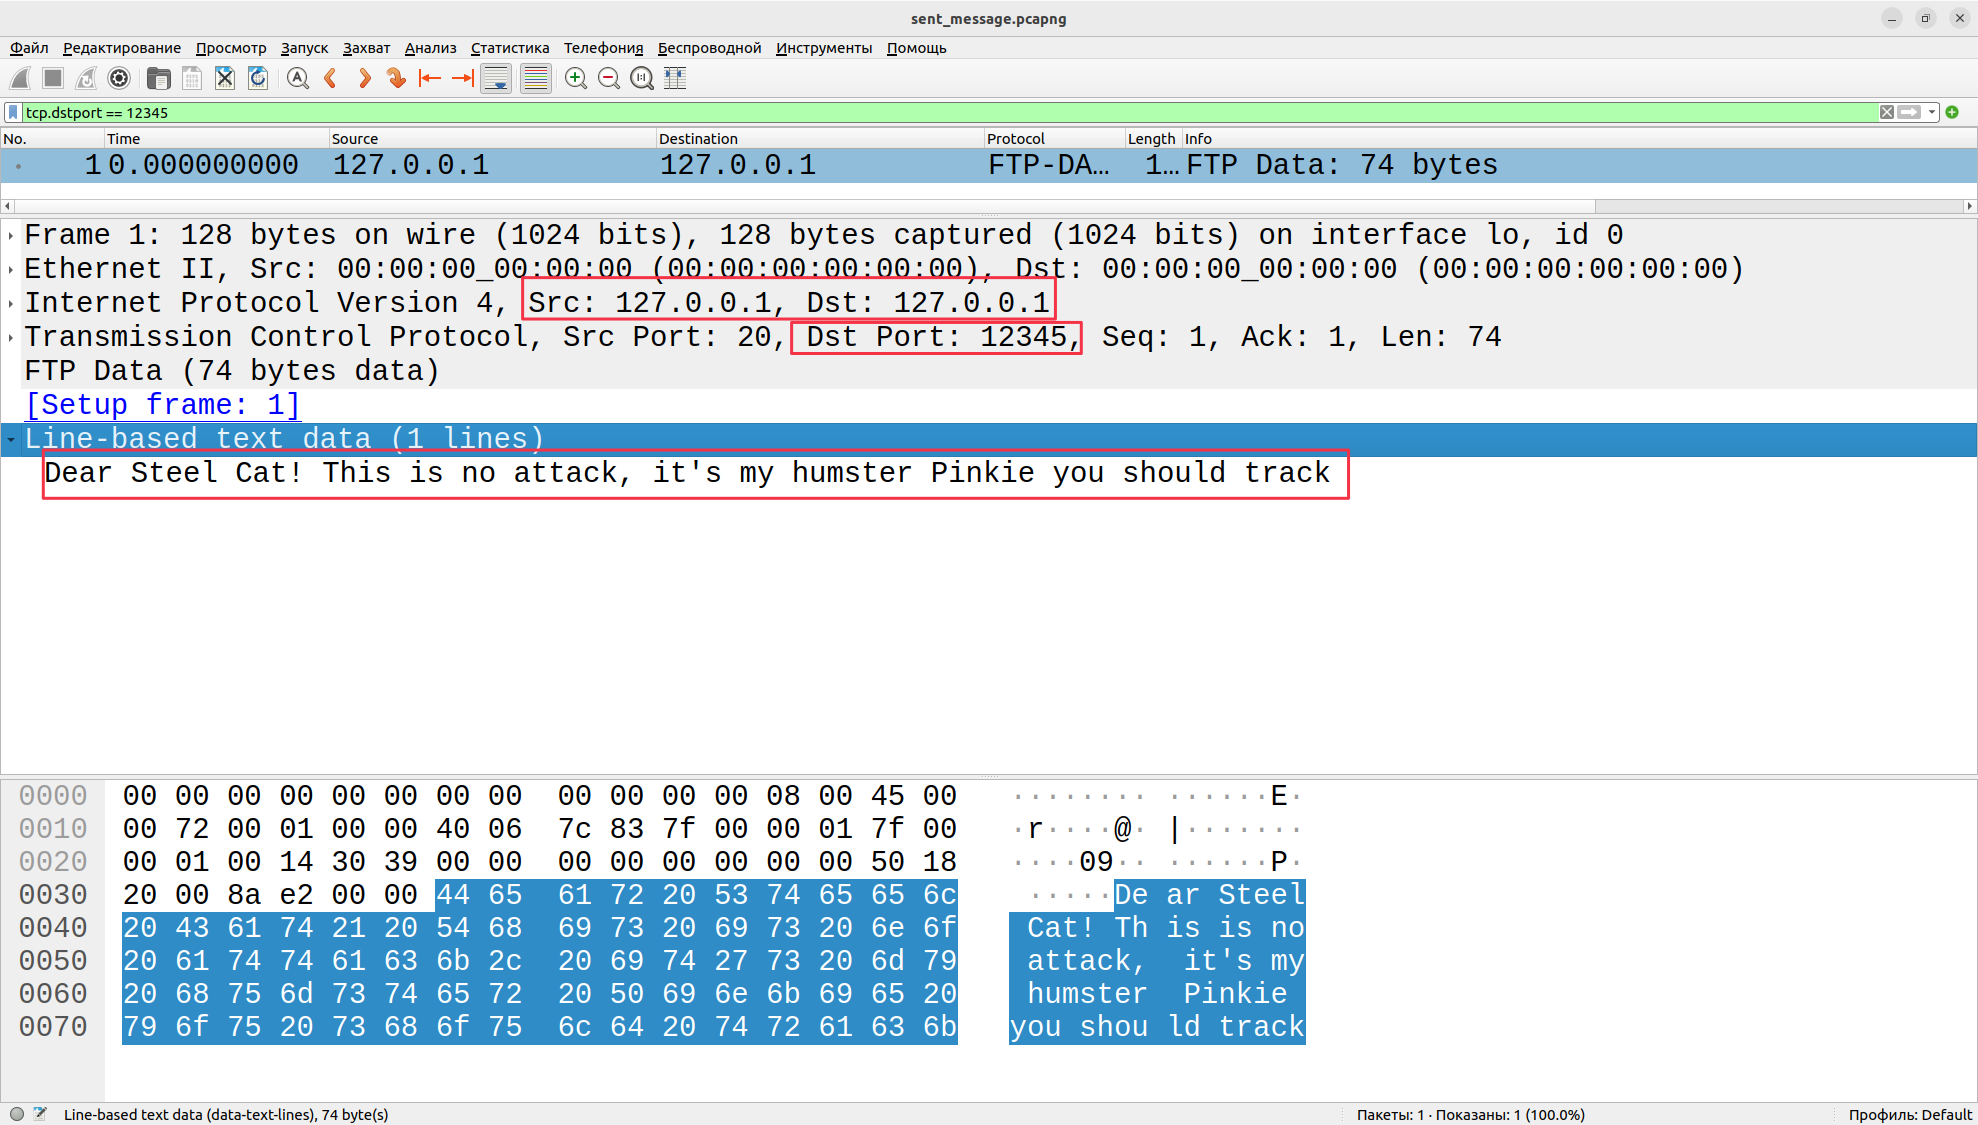 sent_message.pcapng
Файл Редактирование Просмотр Запуск Захват Анализ Статистика Телефония Беспроводной Инструменты Помощь
tcp.dstport == 12345
No. Time Source Destination Protocol Length Info
1 0.000000000 127.0.0.1 127.0.0.1 FTP-DA… 1… FTP Data: 74 bytes
Frame 1: 128 bytes on wire (1024 bits), 128 bytes captured (1024 bits) on interface lo, id 0
Ethernet II, Src: 00:00:00_00:00:00 (00:00:00:00:00:00), Dst: 00:00:00_00:00:00 (00:00:00:00:00:00)
Internet Protocol Version 4, Src: 127.0.0.1, Dst: 127.0.0.1
Transmission Control Protocol, Src Port: 20, Dst Port: 12345, Seq: 1, Ack: 1, Len: 74
FTP Data (74 bytes data)
[Setup frame: 1]
Line-based text data (1 lines)
Dear Steel Cat! This is no attack, it's my humster Pinkie you should track
0000 00 00 00 00 00 00 00 00 00 00 00 00 08 00 45 00 ········ ······E·
0010 00 72 00 01 00 00 40 06 7c 83 7f 00 00 01 7f 00 ·r····@· |·······
0020 00 01 00 14 30 39 00 00 00 00 00 00 00 00 50 18 ····09·· ······P·
0030 20 00 8a e2 00 00 44 65 61 72 20 53 74 65 65 6c ·····De ar Steel
0040 20 43 61 74 21 20 54 68 69 73 20 69 73 20 6e 6f Cat! Th is is no
0050 20 61 74 74 61 63 6b 2c 20 69 74 27 73 20 6d 79 attack, it's my
0060 20 68 75 6d 73 74 65 72 20 50 69 6e 6b 69 65 20 humster Pinkie
0070 79 6f 75 20 73 68 6f 75 6c 64 20 74 72 61 63 6b you shou ld track
Line-based text data (data-text-lines), 74 byte(s) Пакеты: 1 · Показаны: 1 (100.0%) Профиль: Default